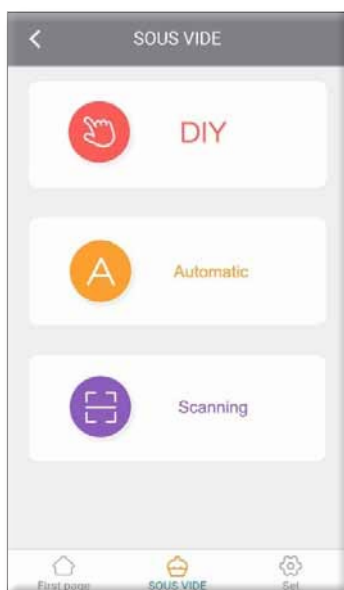 SOUS VIDE
DIY
A
Automatic
Scanning
First page
SOUS VIDE
Set